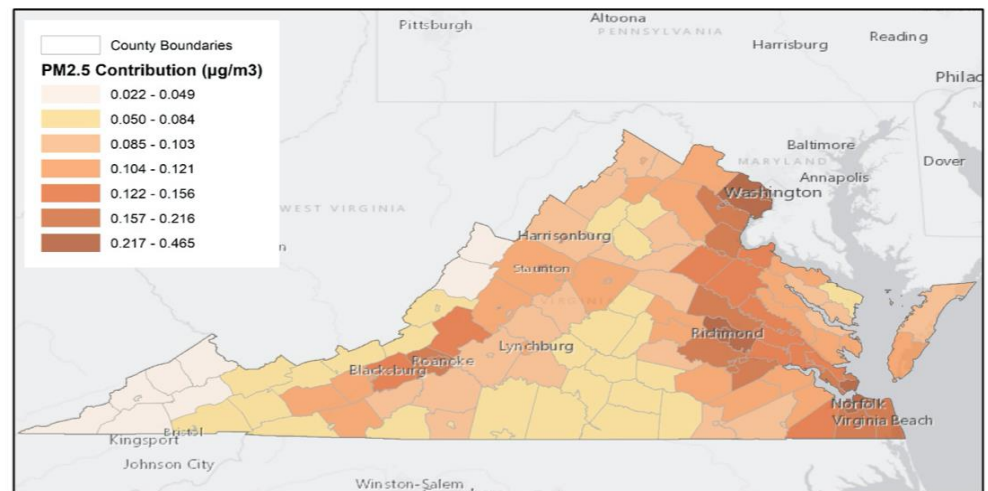 County Boundaries
PM2.5 Contribution (µg/m3)
0.022 - 0.049
0.050 - 0.084
0.085 - 0.103
0.104 - 0.121
0.122 - 0.156
0.157 - 0.216
0.217 - 0.465
Pittsburgh
Altoona
PENNSYLVANIA
Harrisburg
Reading
Philad
Baltimore
MARYLAND
Annapolis
Dover
Washington
WEST VIRGINIA
Harrisonburg
Staunton
VIRGINIA
Richmond
Lynchburg
Roanoke
Blacksburg
Norfolk
Virginia Beach
Bristol
Kingsport
Johnson City
Winston-Salem